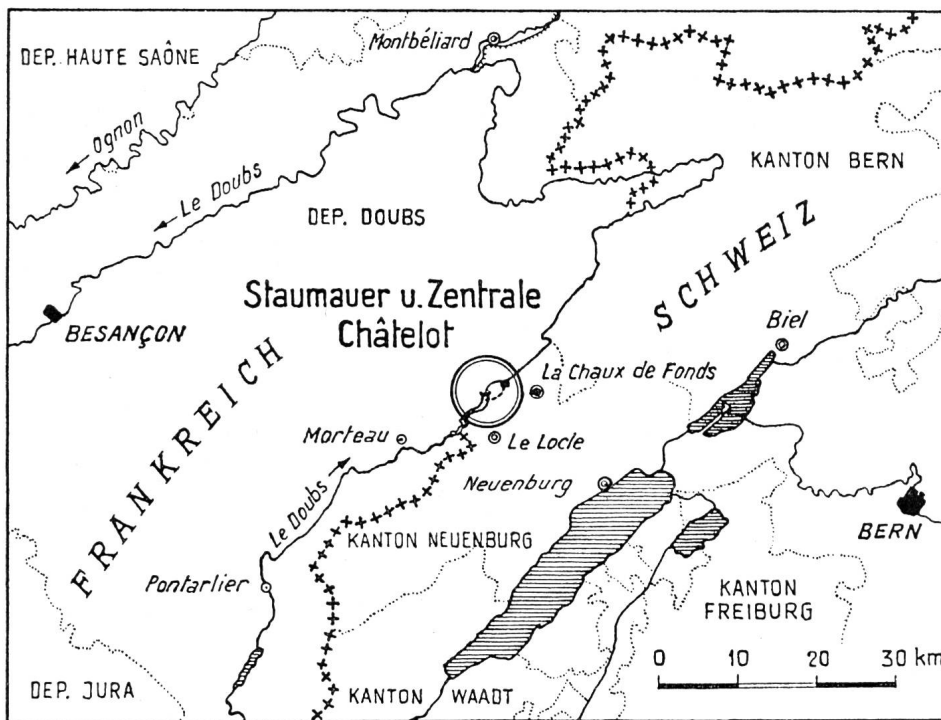 DEP. HAUTE SAÔNE
Montbéliard
Ognon
Le Doubs
DEP. DOUBS
KANTON BERN
SCHWEIZ
Staumauer u. Zentrale
Châtelot
BESANÇON
Biel
FRANKREICH
La Chaux de Fonds
Morteau
Le Locle
Neuenburg
Le Doubs
KANTON NEUENBURG
BERN
Pontarlier
KANTON
FREIBURG
0 10 20 30 km
DEP. JURA
KANTON WAADT